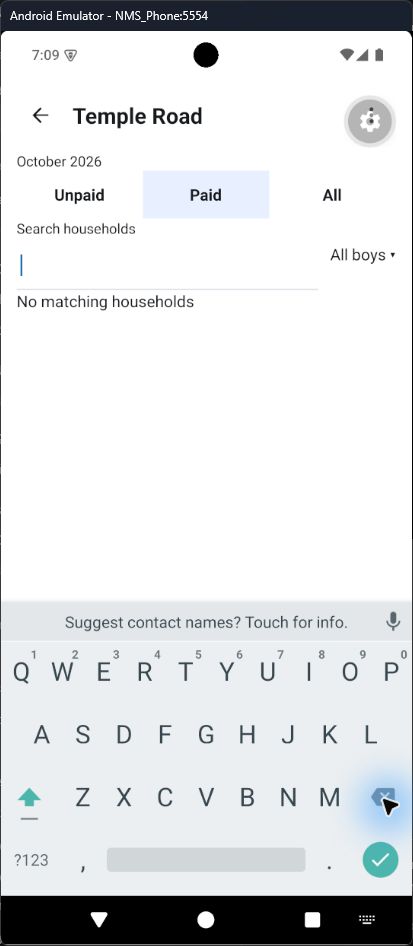 Android Emulator - NMS_Phone:5554
7:09
Temple Road
October 2026
Unpaid Paid All
Search households
All boys ▾
No matching households
Suggest contact names? Touch for info.
1 2 3 4 5 6 7 8 9 0
Q W E R T Y U I O P
A S D F G H J K L
Z X C V B N M
?123 , .